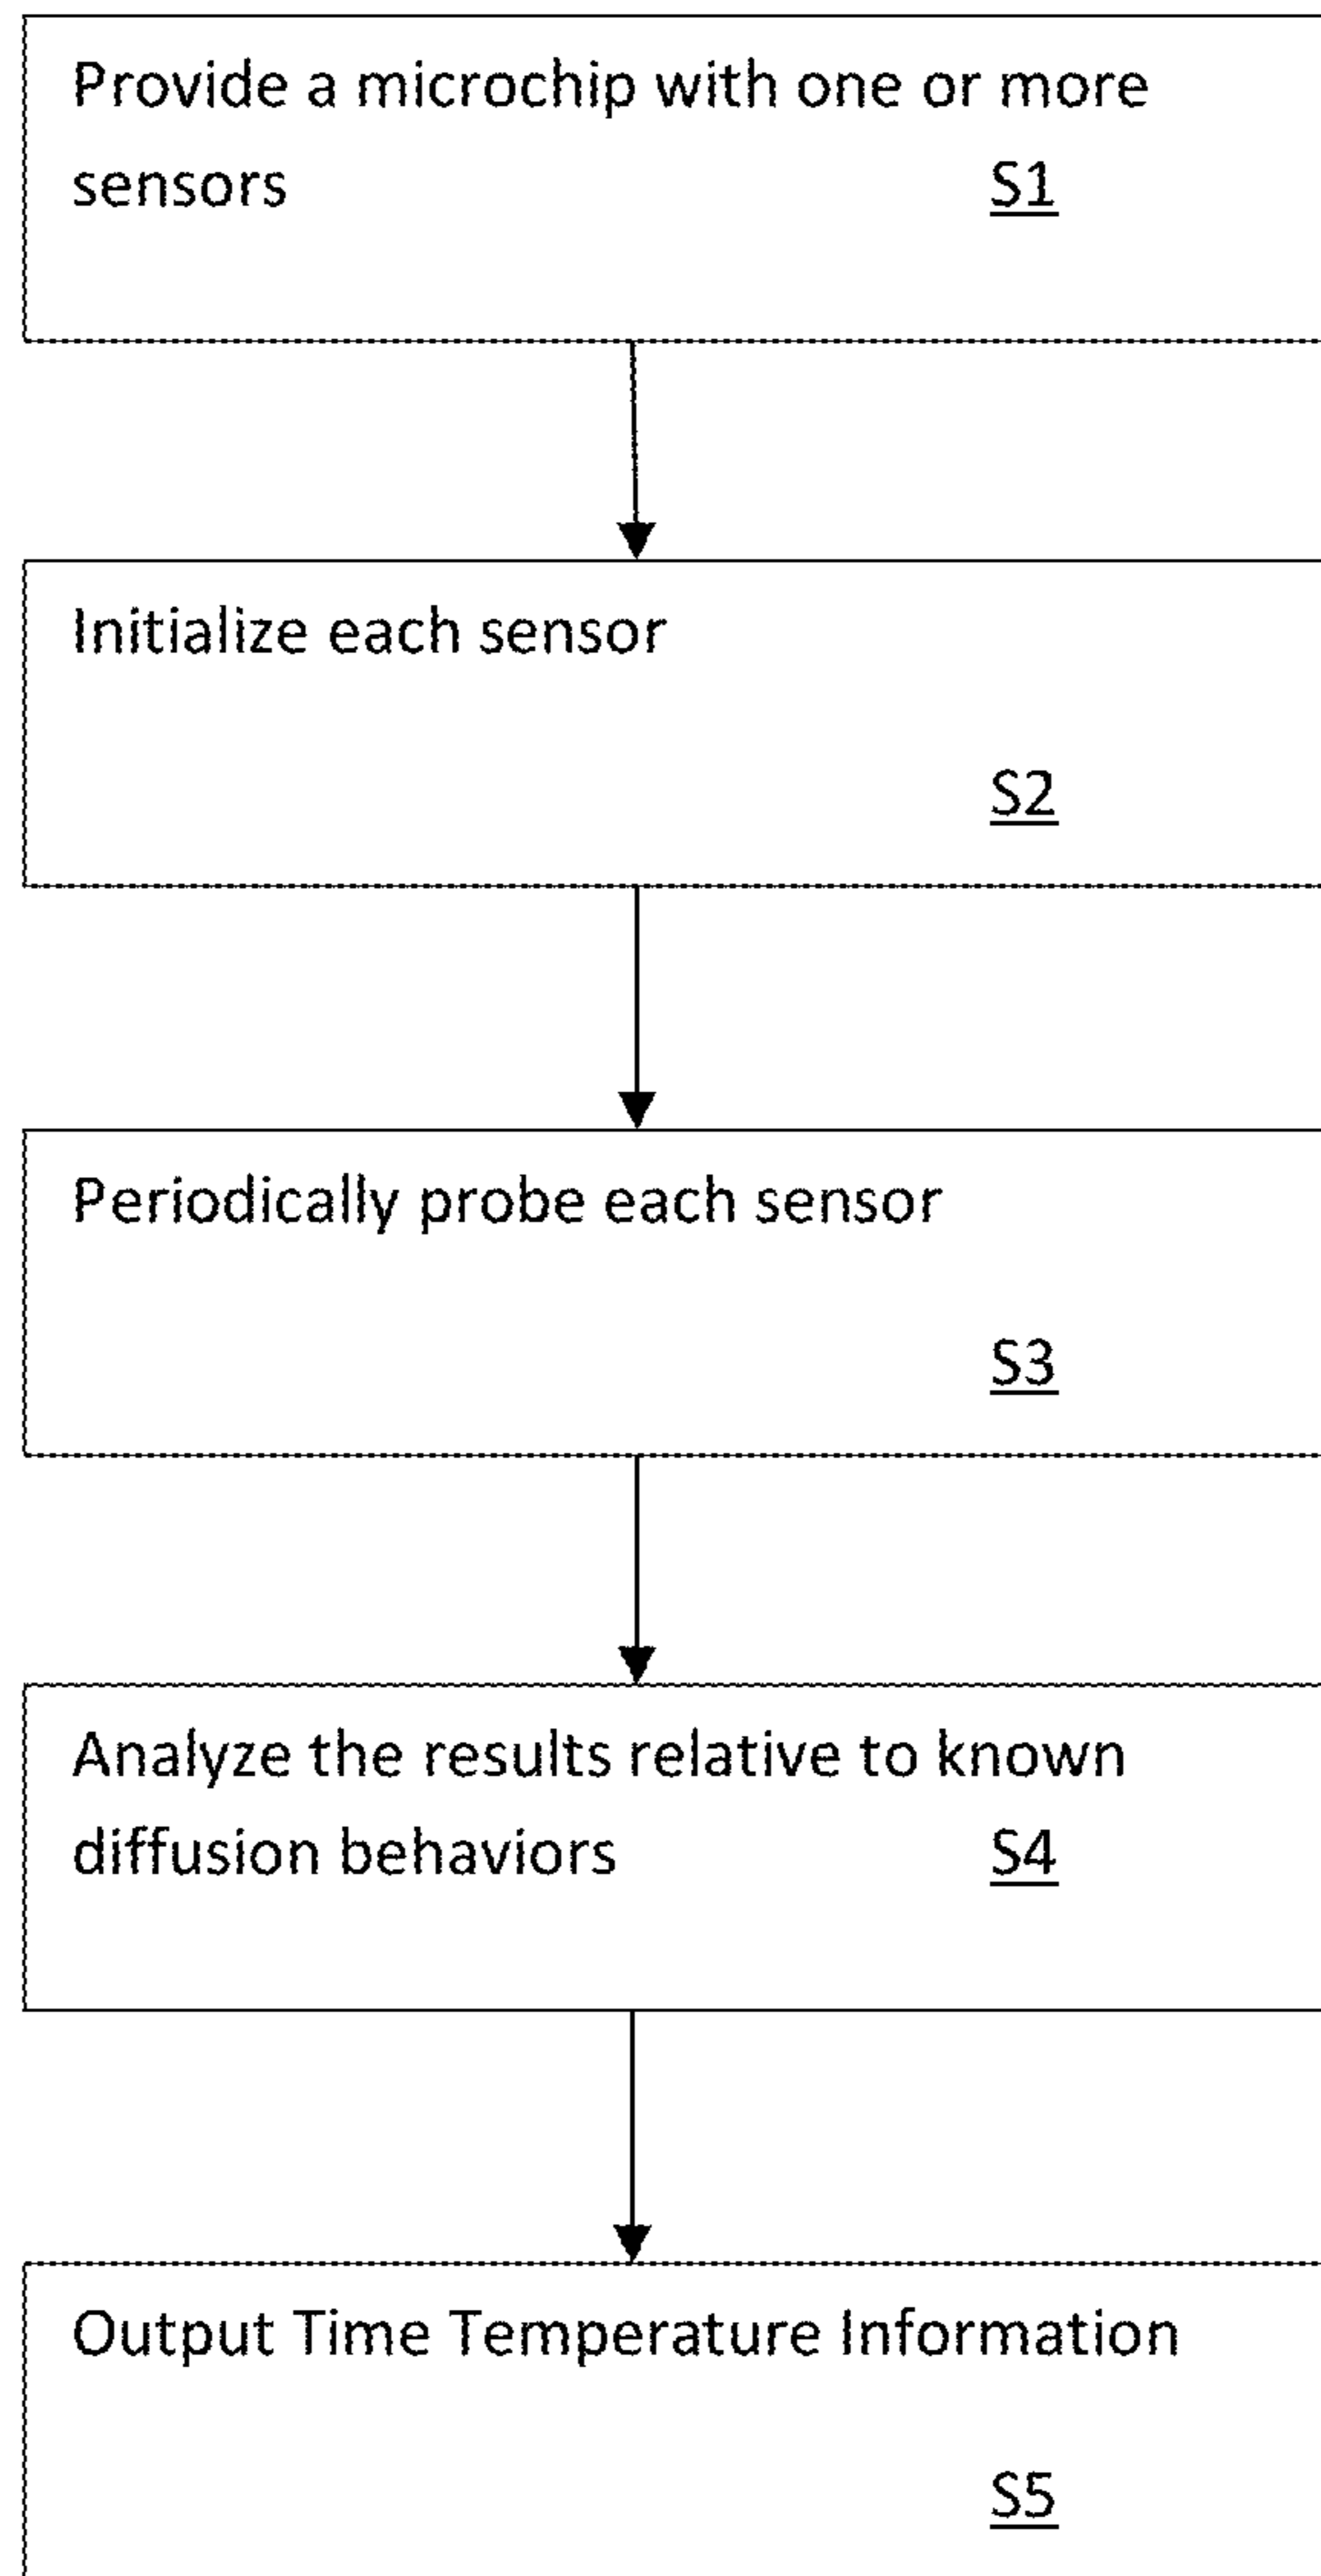 Provide a microchip with one or more
sensors S1
Initialize each sensor
S2
Periodically probe each sensor
S3
Analyze the results relative to known
diffusion behaviors S4
Output Time Temperature Information
S5